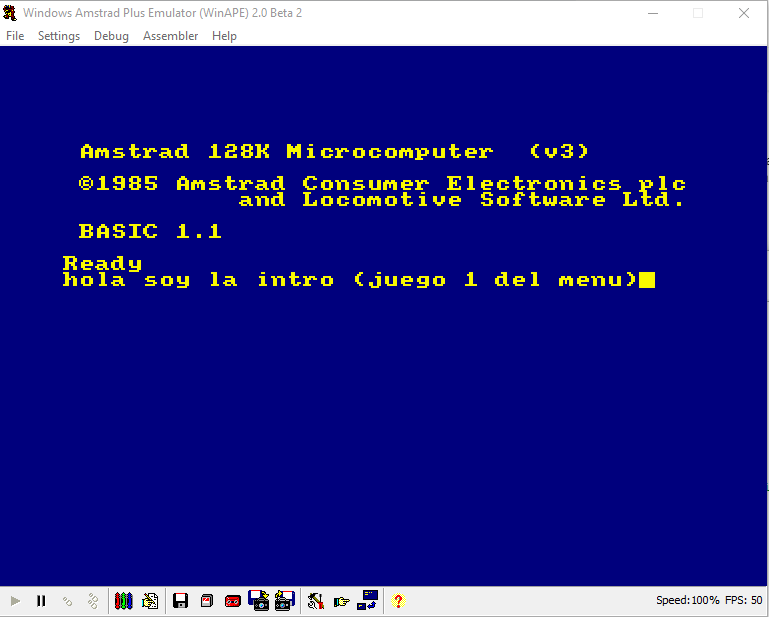 Windows Amstrad Plus Emulator (WinAPE) 2.0 Beta 2
File Settings Debug Assembler Help
Amstrad 128K Microcomputer (v3)
©1985 Amstrad Consumer Electronics plc
and Locomotive Software Ltd.
BASIC 1.1
Ready
hola soy la intro (juego 1 del menu)
Speed:100% FPS: 50